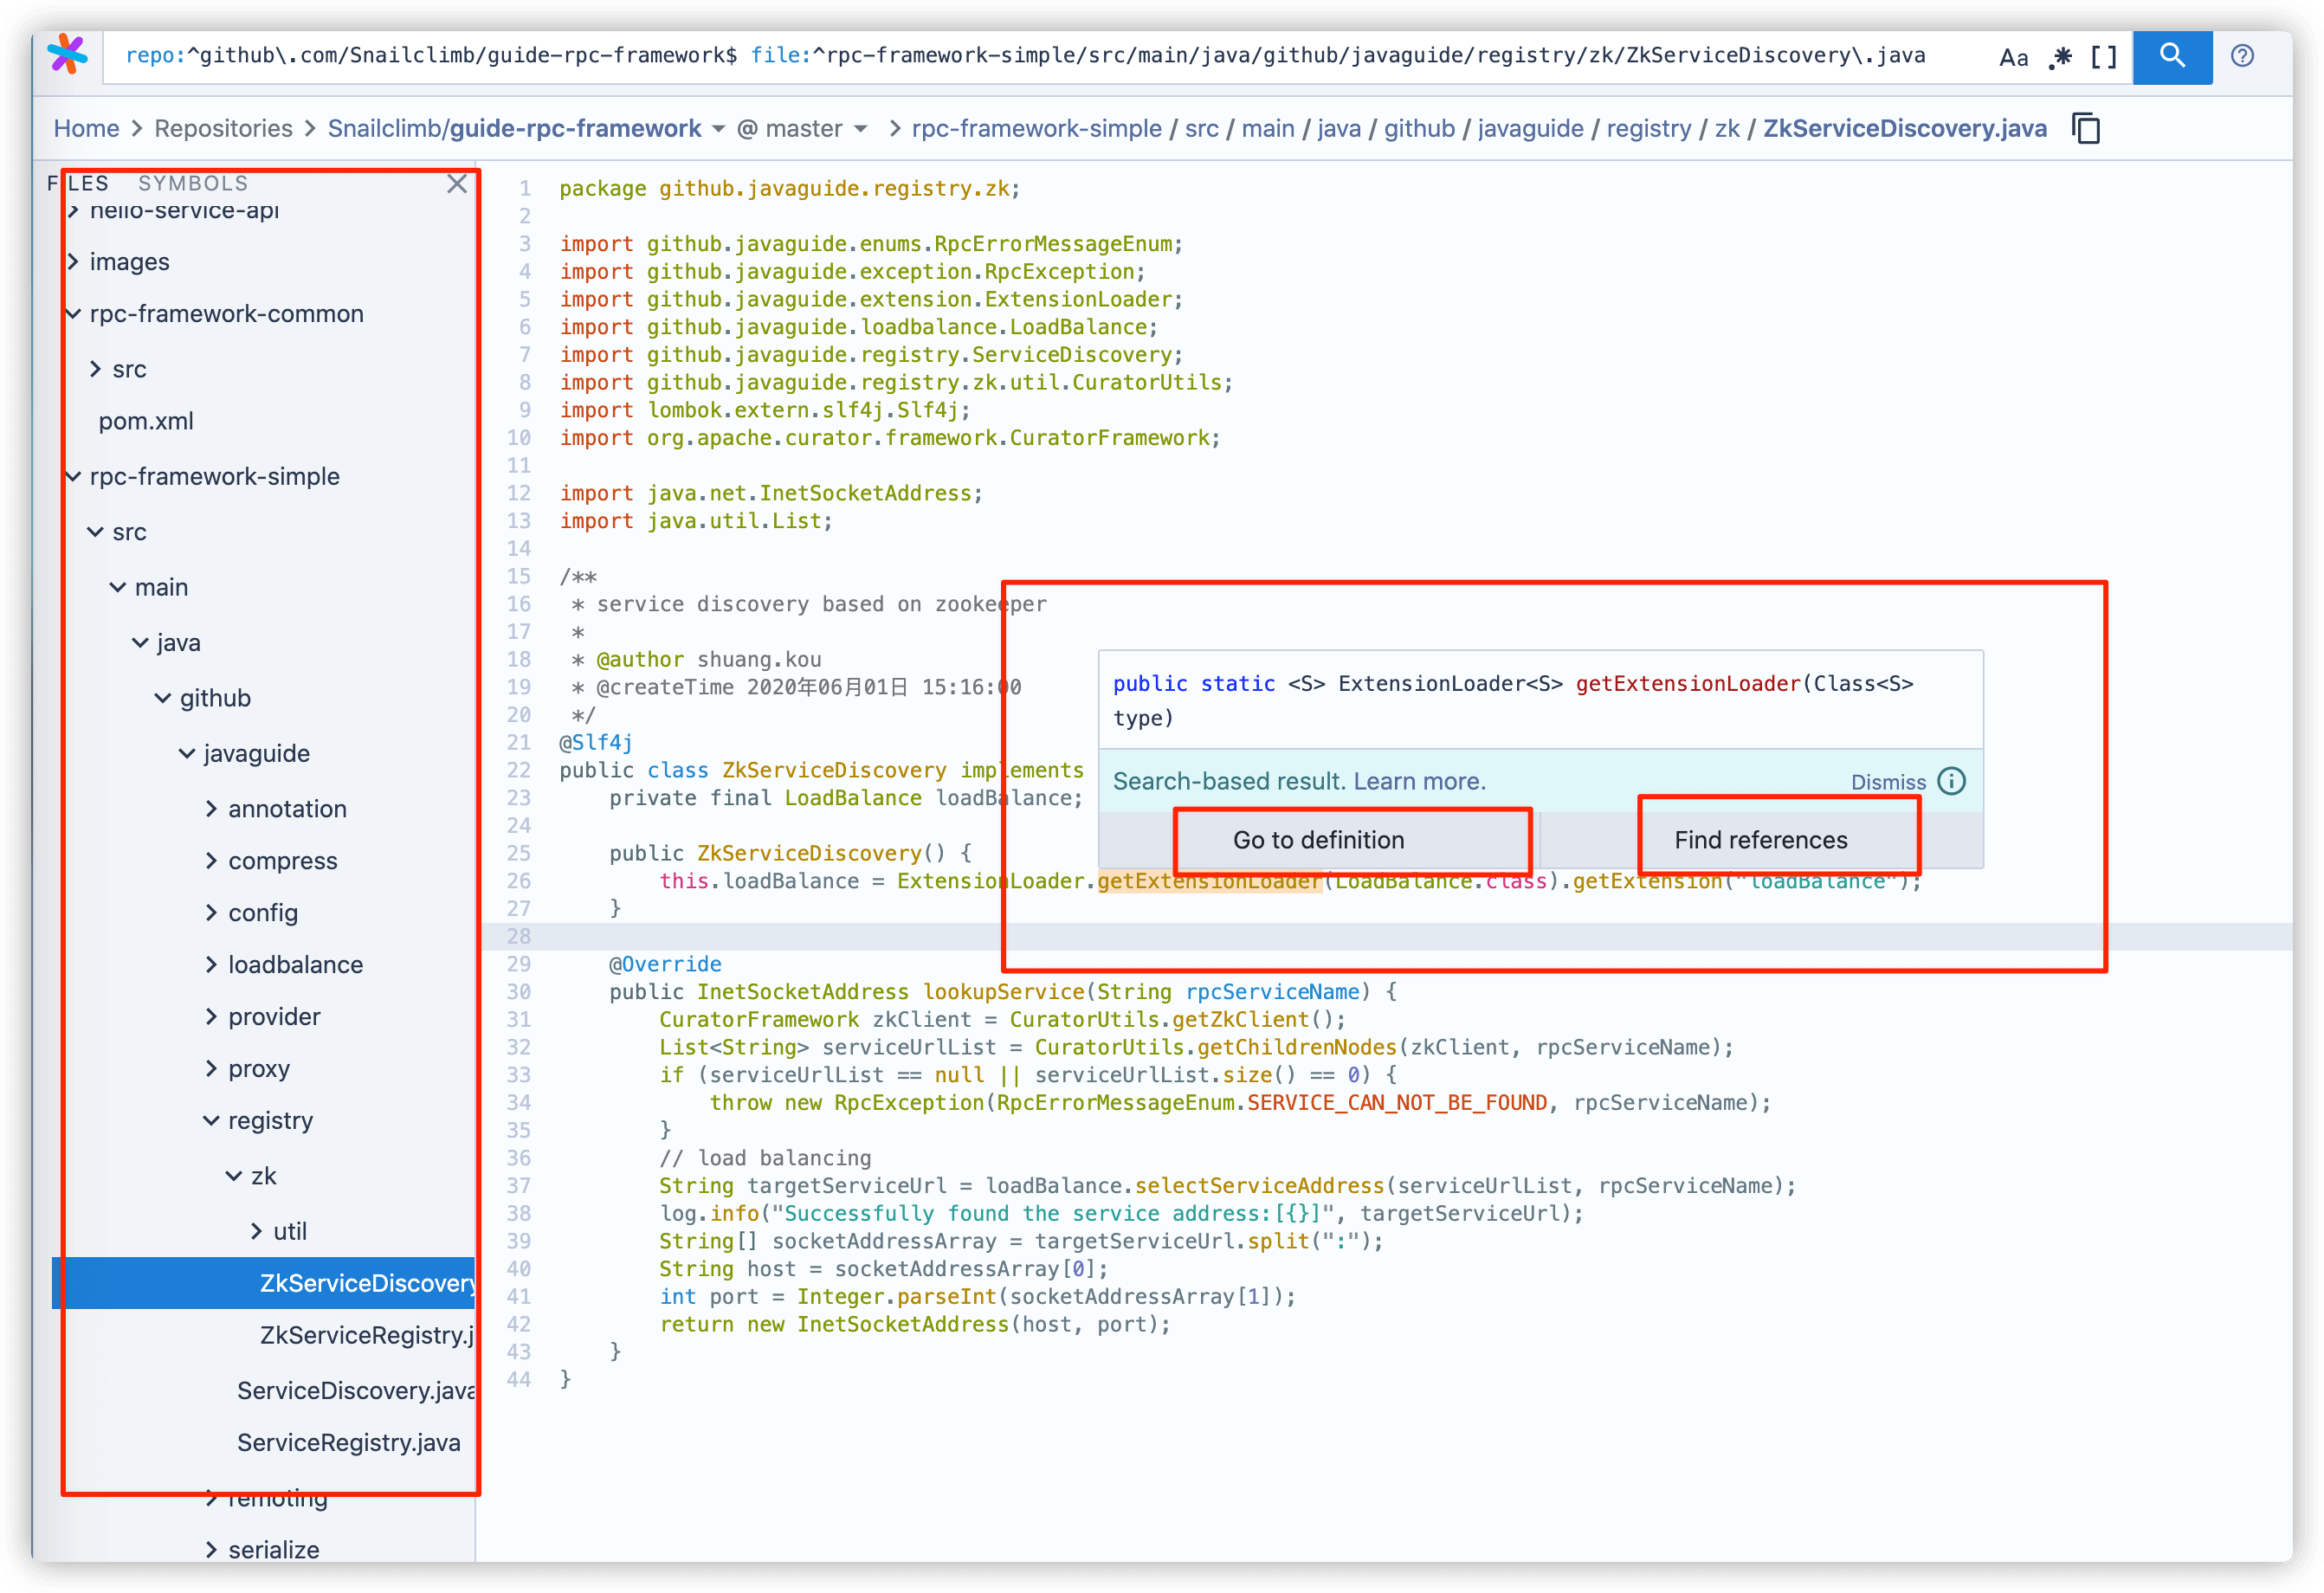 repo:^github\.com/Snailclimb/guide-rpc-framework$ file:^rpc-framework-simple/src/main/java/github/javaguide/registry/zk/ZkServiceDiscovery\.java Aa .* []
Home > Repositories > Snailclimb/guide-rpc-framework @ master > rpc-framework-simple / src / main / java / github / javaguide / registry / zk / ZkServiceDiscovery.java
FILES SYMBOLS
hello-service-api
images
rpc-framework-common
src
pom.xml
rpc-framework-simple
src
main
java
github
javaguide
annotation
compress
config
loadbalance
provider
proxy
registry
zk
util
ZkServiceDiscovery
ZkServiceRegistry.j
ServiceDiscovery.java
ServiceRegistry.java
remoting
serialize
1 package github.javaguide.registry.zk;
2
3 import github.javaguide.enums.RpcErrorMessageEnum;
4 import github.javaguide.exception.RpcException;
5 import github.javaguide.extension.ExtensionLoader;
6 import github.javaguide.loadbalance.LoadBalance;
7 import github.javaguide.registry.ServiceDiscovery;
8 import github.javaguide.registry.zk.util.CuratorUtils;
9 import lombok.extern.slf4j.Slf4j;
10 import org.apache.curator.framework.CuratorFramework;
11
12 import java.net.InetSocketAddress;
13 import java.util.List;
14
15 /**
16 * service discovery based on zookeeper
17 *
18 * @author shuang.kou
19 * @createTime 2020年06月01日 15:16:00
20 */
21 @Slf4j
22 public class ZkServiceDiscovery implements
23 private final LoadBalance loadBalance;
24
25 public ZkServiceDiscovery() {
26 this.loadBalance = ExtensionLoader.getExtensionLoader(LoadBalance.class).getExtension("loadBalance");
27 }
28
29 @Override
30 public InetSocketAddress lookupService(String rpcServiceName) {
31 CuratorFramework zkClient = CuratorUtils.getZkClient();
32 List<String> serviceUrlList = CuratorUtils.getChildrenNodes(zkClient, rpcServiceName);
33 if (serviceUrlList == null || serviceUrlList.size() == 0) {
34 throw new RpcException(RpcErrorMessageEnum.SERVICE_CAN_NOT_BE_FOUND, rpcServiceName);
35 }
36 // load balancing
37 String targetServiceUrl = loadBalance.selectServiceAddress(serviceUrlList, rpcServiceName);
38 log.info("Successfully found the service address:[{}]", targetServiceUrl);
39 String[] socketAddressArray = targetServiceUrl.split(":");
40 String host = socketAddressArray[0];
41 int port = Integer.parseInt(socketAddressArray[1]);
42 return new InetSocketAddress(host, port);
43 }
44 }
public static <S> ExtensionLoader<S> getExtensionLoader(Class<S>
type)
Search-based result. Learn more. Dismiss
Go to definition Find references